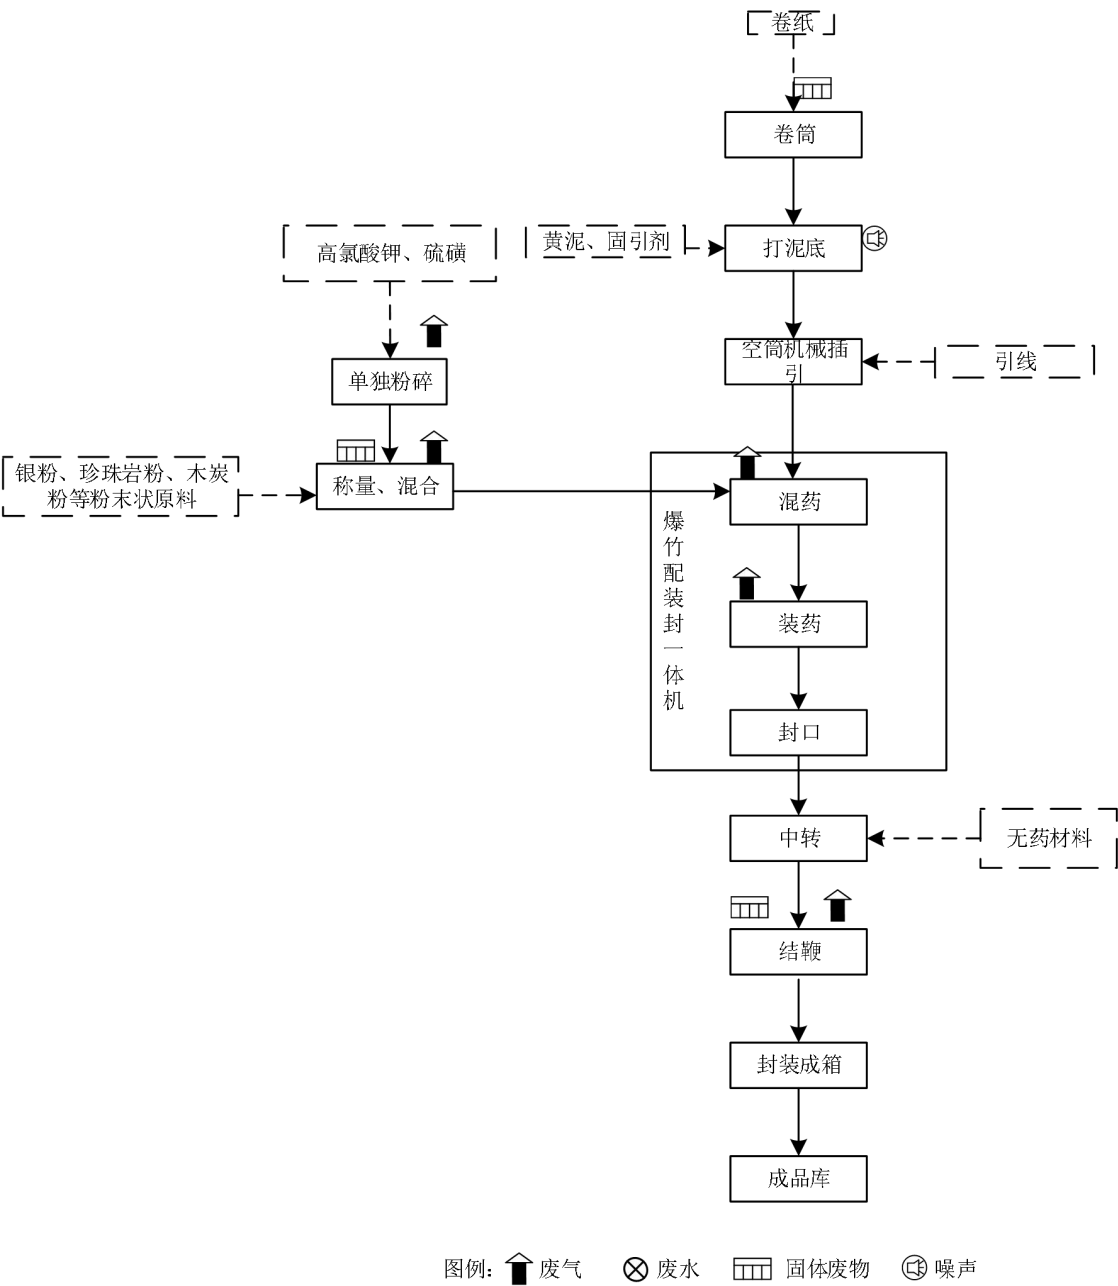 卷纸
卷筒
高氯酸钾、硫磺
黄泥、固引剂
打泥底
空筒机械插
引
引线
单独粉碎
银粉、珍珠岩粉、木炭
粉等粉末状原料
称量、混合
混药
爆竹配装封一体机
装药
封口
中转
无药材料
结鞭
封装成箱
成品库
图例： 废气 废水 固体废物 噪声